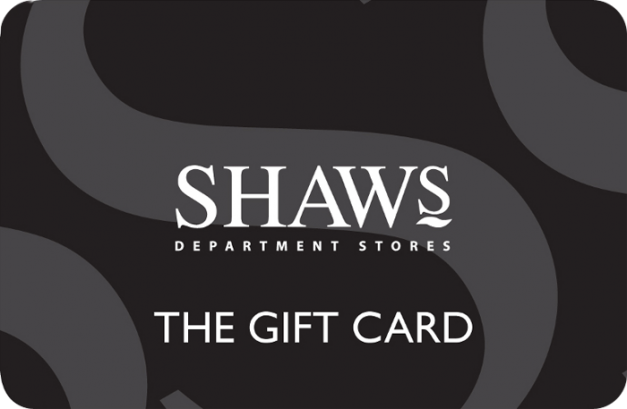 SHAWS
DEPARTMENT STORES
THE GIFT CARD